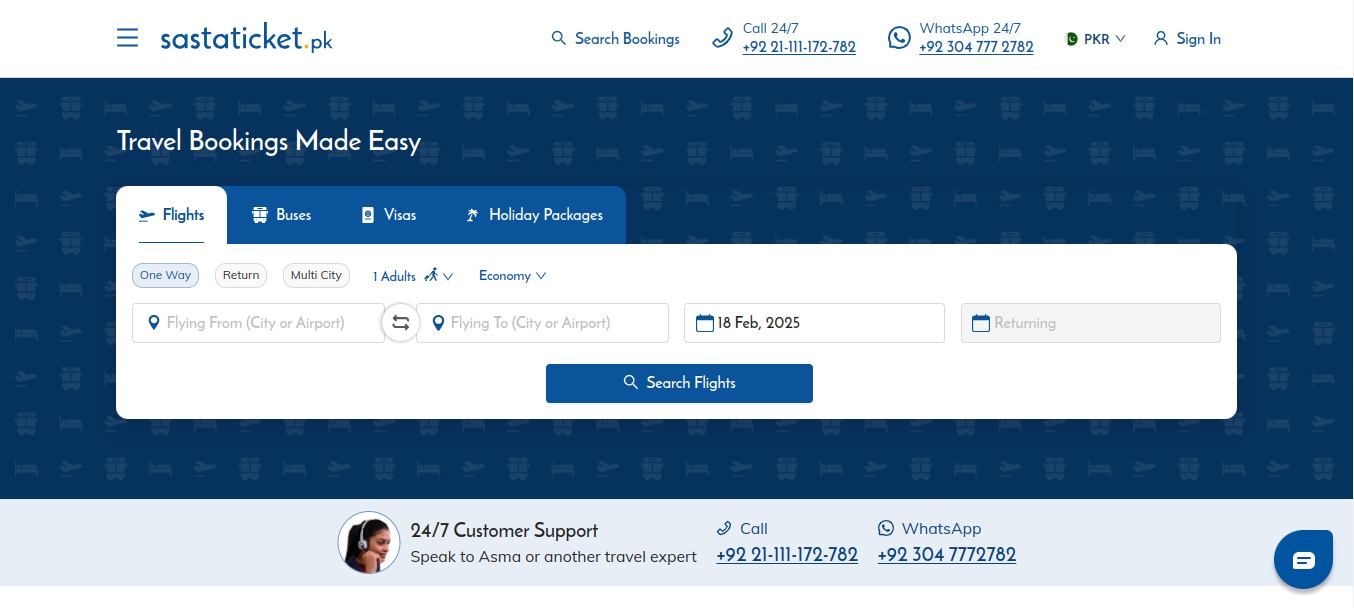 sastaticket.pk
Search Bookings
Call 24/7
+92 21-111-172-782
WhatsApp 24/7
+92 304 777 2782
PKR
Sign In
Travel Bookings Made Easy
Flights
Buses
Visas
Holiday Packages
One Way
Return
Multi City
1 Adults
Economy
Flying From (City or Airport)
Flying To (City or Airport)
18 Feb, 2025
Returning
Search Flights
24/7 Customer Support
Speak to Asma or another travel expert
Call
+92 21-111-172-782
WhatsApp
+92 304 7772782